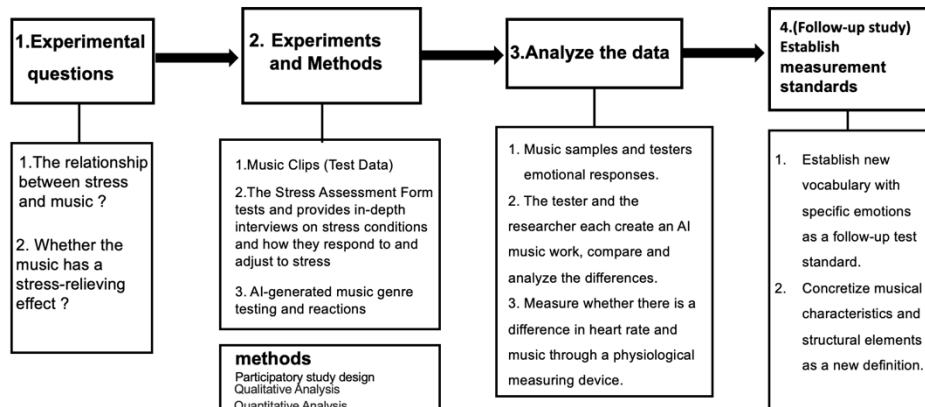 1.Experimental
questions
2. Experiments
and Methods
3.Analyze the data
4.(Follow-up study)
Establish
measurement
standards
1.The relationship
between stress
and music ?
2. Whether the
music has a
stress-relieving
effect ?
1.Music Clips (Test Data)
2.The Stress Assessment Form
tests and provides in-depth
interviews on stress conditions
and how they respond to and
adjust to stress
3. AI-generated music genre
testing and reactions
methods
Participatory study design
Qualitative Analysis
Quantitative Analysis
1. Music samples and testers
emotional responses.
2. The tester and the
researcher each create an AI
music work, compare and
analyze the differences.
3. Measure whether there is a
difference in heart rate and
music through a physiological
measuring device.
1. Establish new
vocabulary with
specific emotions
as a follow-up test
standard.
2. Concretize musical
characteristics and
structural elements
as a new definition.